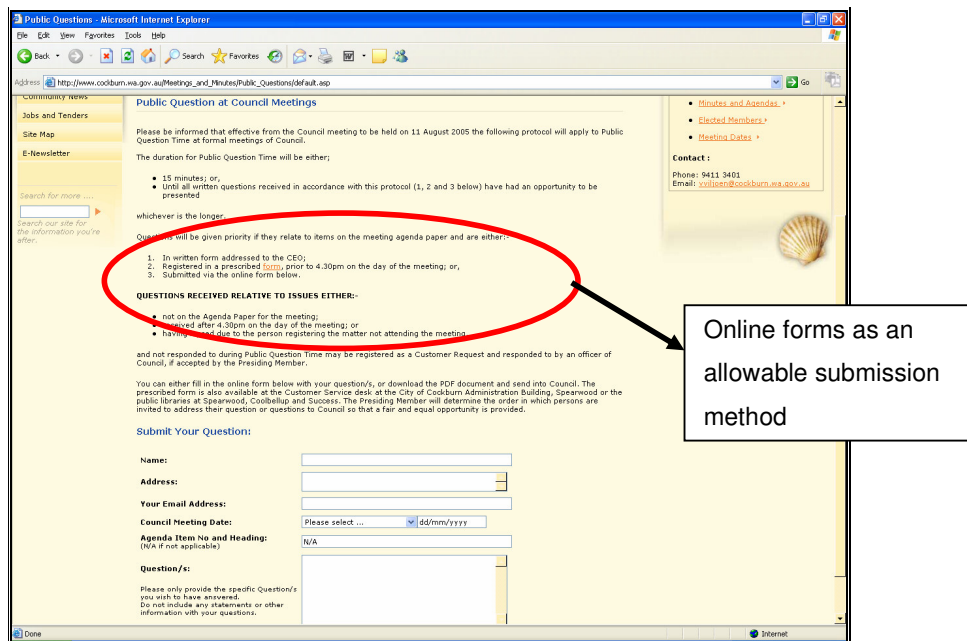 Public Questions - Microsoft Internet Explorer
File Edit View Favorites Tools Help
Back Search Favorites
Address http://www.cockburn.wa.gov.au/Meetings_and_Minutes/Public_Questions/default.asp Go
Community News
Jobs and Tenders
Site Map
E-Newsletter
Search for more ....
Search our site for
the information you're
after.
Public Question at Council Meetings
Please be informed that effective from the Council meeting to be held on 11 August 2005 the following protocol will apply to Public
Question Time at formal meetings of Council.
The duration for Public Question Time will be either;
• 15 minutes; or,
• Until all written questions received in accordance with this protocol (1, 2 and 3 below) have had an opportunity to be
presented
whichever is the longer.
Questions will be given priority if they relate to items on the meeting agenda paper and are either:-
1. In written form addressed to the CEO;
2. Registered in a prescribed form, prior to 4.30pm on the day of the meeting; or,
3. Submitted via the online form below.
QUESTIONS RECEIVED RELATIVE TO ISSUES EITHER:-
• not on the Agenda Paper for the meeting;
• received after 4.30pm on the day of the meeting; or
• having lapsed due to the person registering the matter not attending the meeting
and not responded to during Public Question Time may be registered as a Customer Request and responded to by an officer of
Council, if accepted by the Presiding Member.
You can either fill in the online form below with your question/s, or download the PDF document and send into Council. The
prescribed form is also available at the Customer Service desk at the City of Cockburn Administration Building, Spearwood or the
public libraries at Spearwood, Coolbellup and Success. The Presiding Member will determine the order in which persons are
invited to address their question or questions to Council so that a fair and equal opportunity is provided.
Submit Your Question:
Name:
Address:
Your Email Address:
Council Meeting Date: Please select ... dd/mm/yyyy
Agenda Item No and Heading:
(N/A if not applicable)
N/A
Question/s:
Please only provide the specific Question/s
you wish to have answered.
Do not include any statements or other
information with your questions.
• Minutes and Agendas
• Elected Members
• Meeting Dates
Contact :
Phone: 9411 3401
Email: vviljoen@cockburn.wa.gov.au
Online forms as an
allowable submission
method
Done Internet